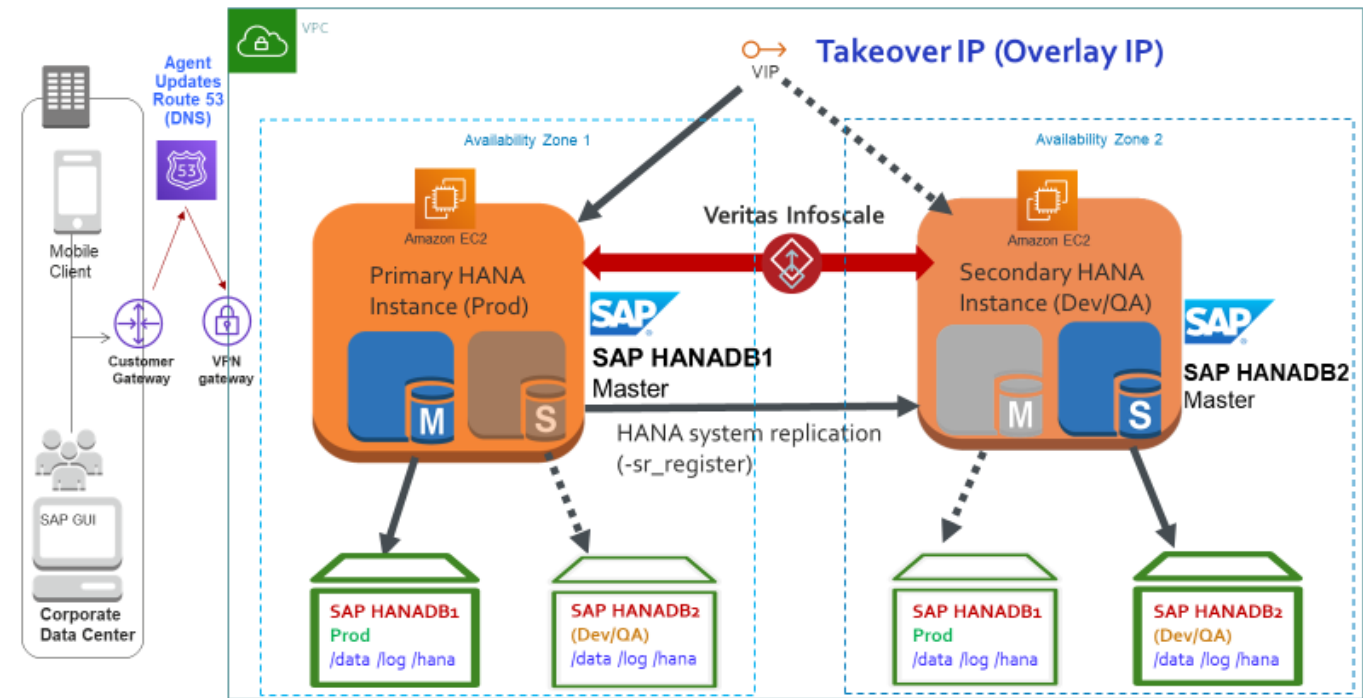 VPC
Takeover IP (Overlay IP)
VIP
Agent
Updates
Route 53
(DNS)
53
Mobile
Client
Customer
Gateway
VPN
gateway
SAP GUI
Corporate
Data Center
Availability Zone 1
Amazon EC2
Primary HANA
Instance (Prod)
M
S
SAP
SAP HANADB1
Master
Veritas Infoscale
HANA system replication
(-sr_register)
Availability Zone 2
Amazon EC2
Secondary HANA
Instance (Dev/QA)
M
S
SAP
SAP HANADB2
Master
SAP HANADB1
Prod
/data /log /hana
SAP HANADB2
(Dev/QA)
/data /log /hana
SAP HANADB1
Prod
/data /log /hana
SAP HANADB2
(Dev/QA)
/data /log /hana